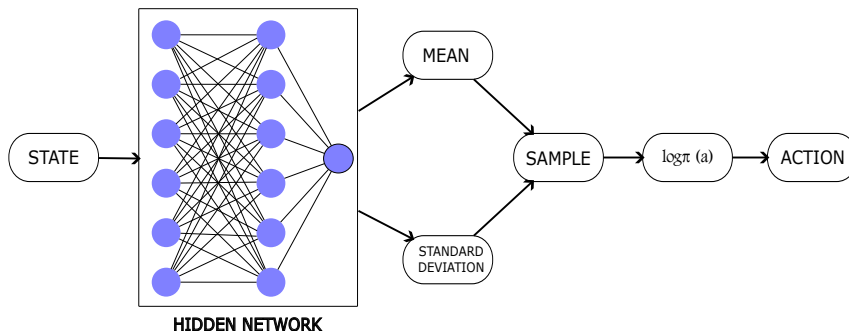 STATE
HIDDEN NETWORK
MEAN
STANDARD
DEVIATION
SAMPLE
logπ (a)
ACTION